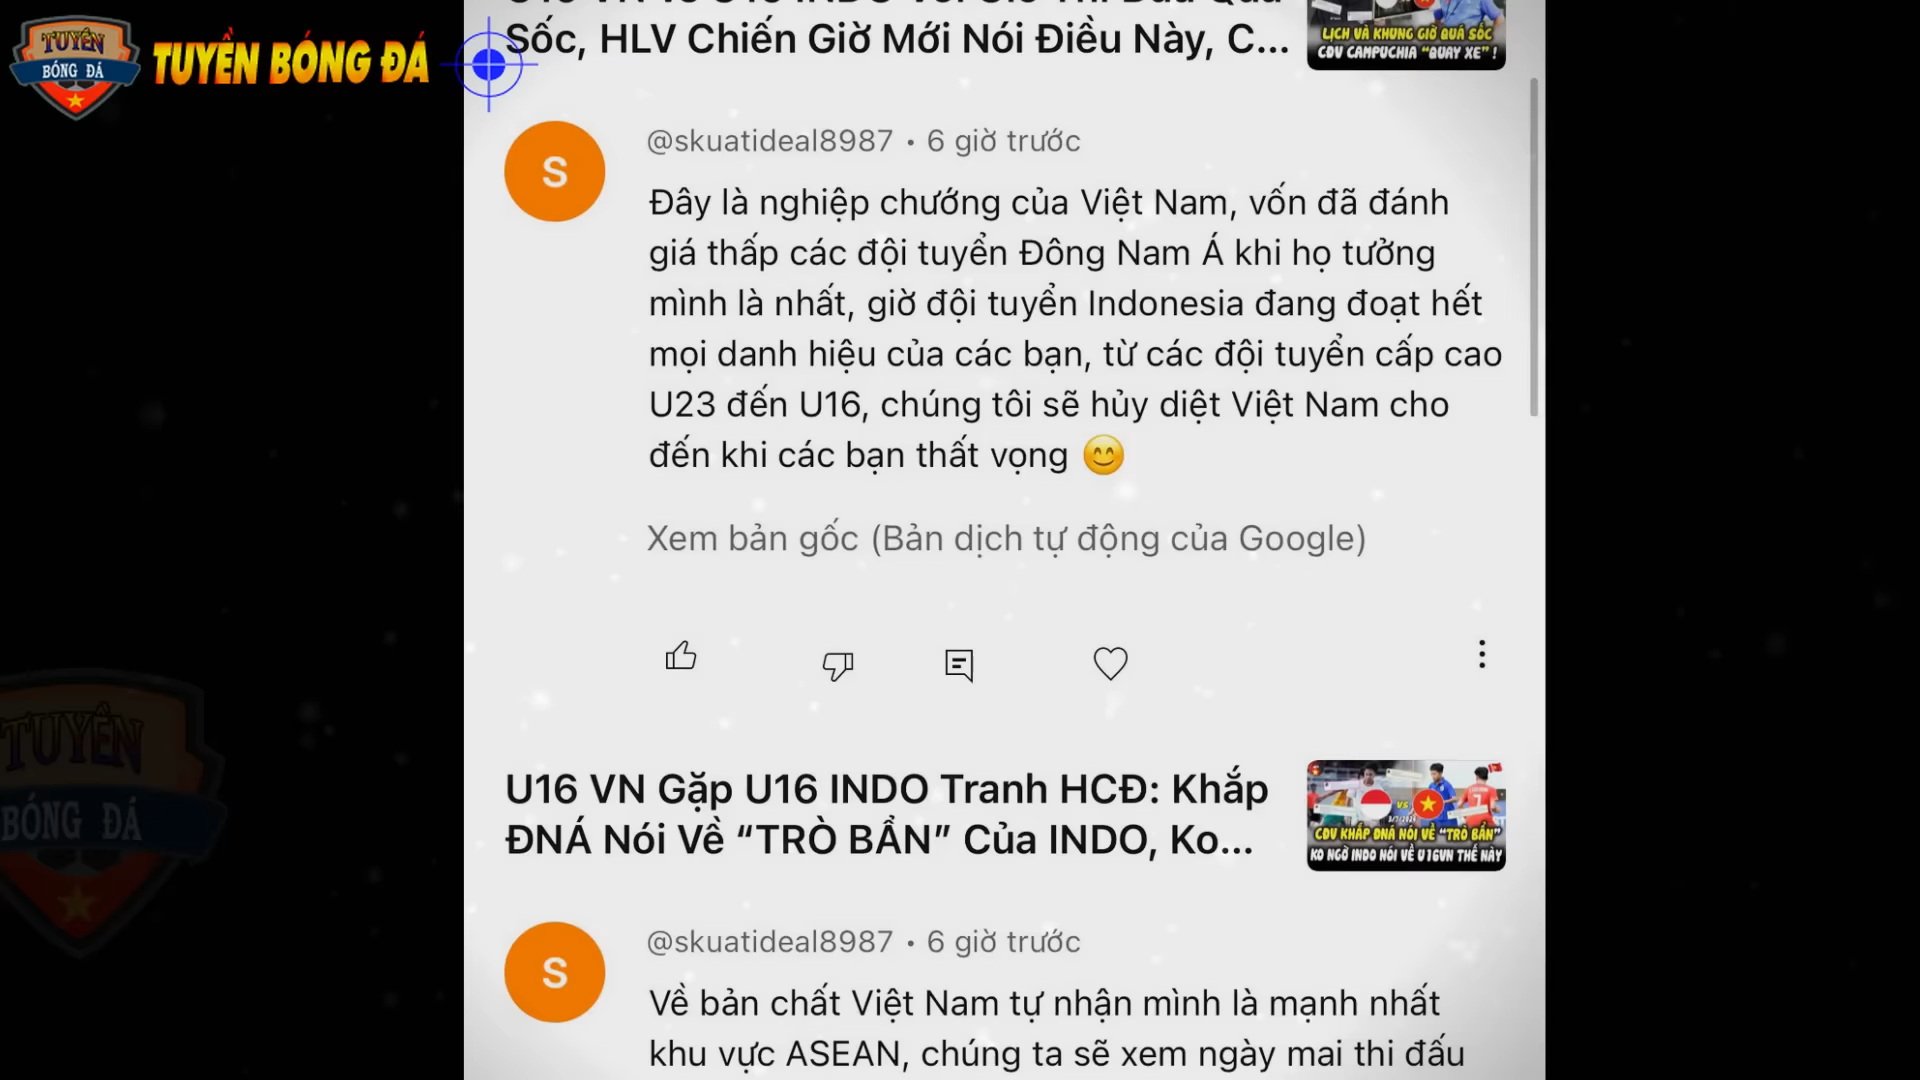 TUYỀN
BÓNG ĐÁ
TUYỀN BÓNG ĐÁ
Sốc, HLV Chiến Giờ Mới Nói Điều Này, C...
LỊCH VÀ KHUNG GIỜ QUÁ SỐC
CĐV CAMPUCHIA “QUAY XE” !
S
@skuatideal8987 • 6 giờ trước
Đây là nghiệp chướng của Việt Nam, vốn đã đánh
giá thấp các đội tuyển Đông Nam Á khi họ tưởng
mình là nhất, giờ đội tuyển Indonesia đang đoạt hết
mọi danh hiệu của các bạn, từ các đội tuyển cấp cao
U23 đến U16, chúng tôi sẽ hủy diệt Việt Nam cho
đến khi các bạn thất vọng 😊
Xem bản gốc (Bản dịch tự động của Google)
TUYỀN
BÓNG ĐÁ
U16 VN Gặp U16 INDO Tranh HCĐ: Khắp
ĐNÁ Nói Về “TRÒ BẨN” Của INDO, Ko...
VS
CĐV KHẮP ĐNÁ NÓI VỀ “TRÒ BẨN”
KO NGỜ INDO NÓI VỀ U16VN THẾ NÀY
S
@skuatideal8987 • 6 giờ trước
Về bản chất Việt Nam tự nhận mình là mạnh nhất
khu vực ASEAN, chúng ta sẽ xem ngày mai thi đấu